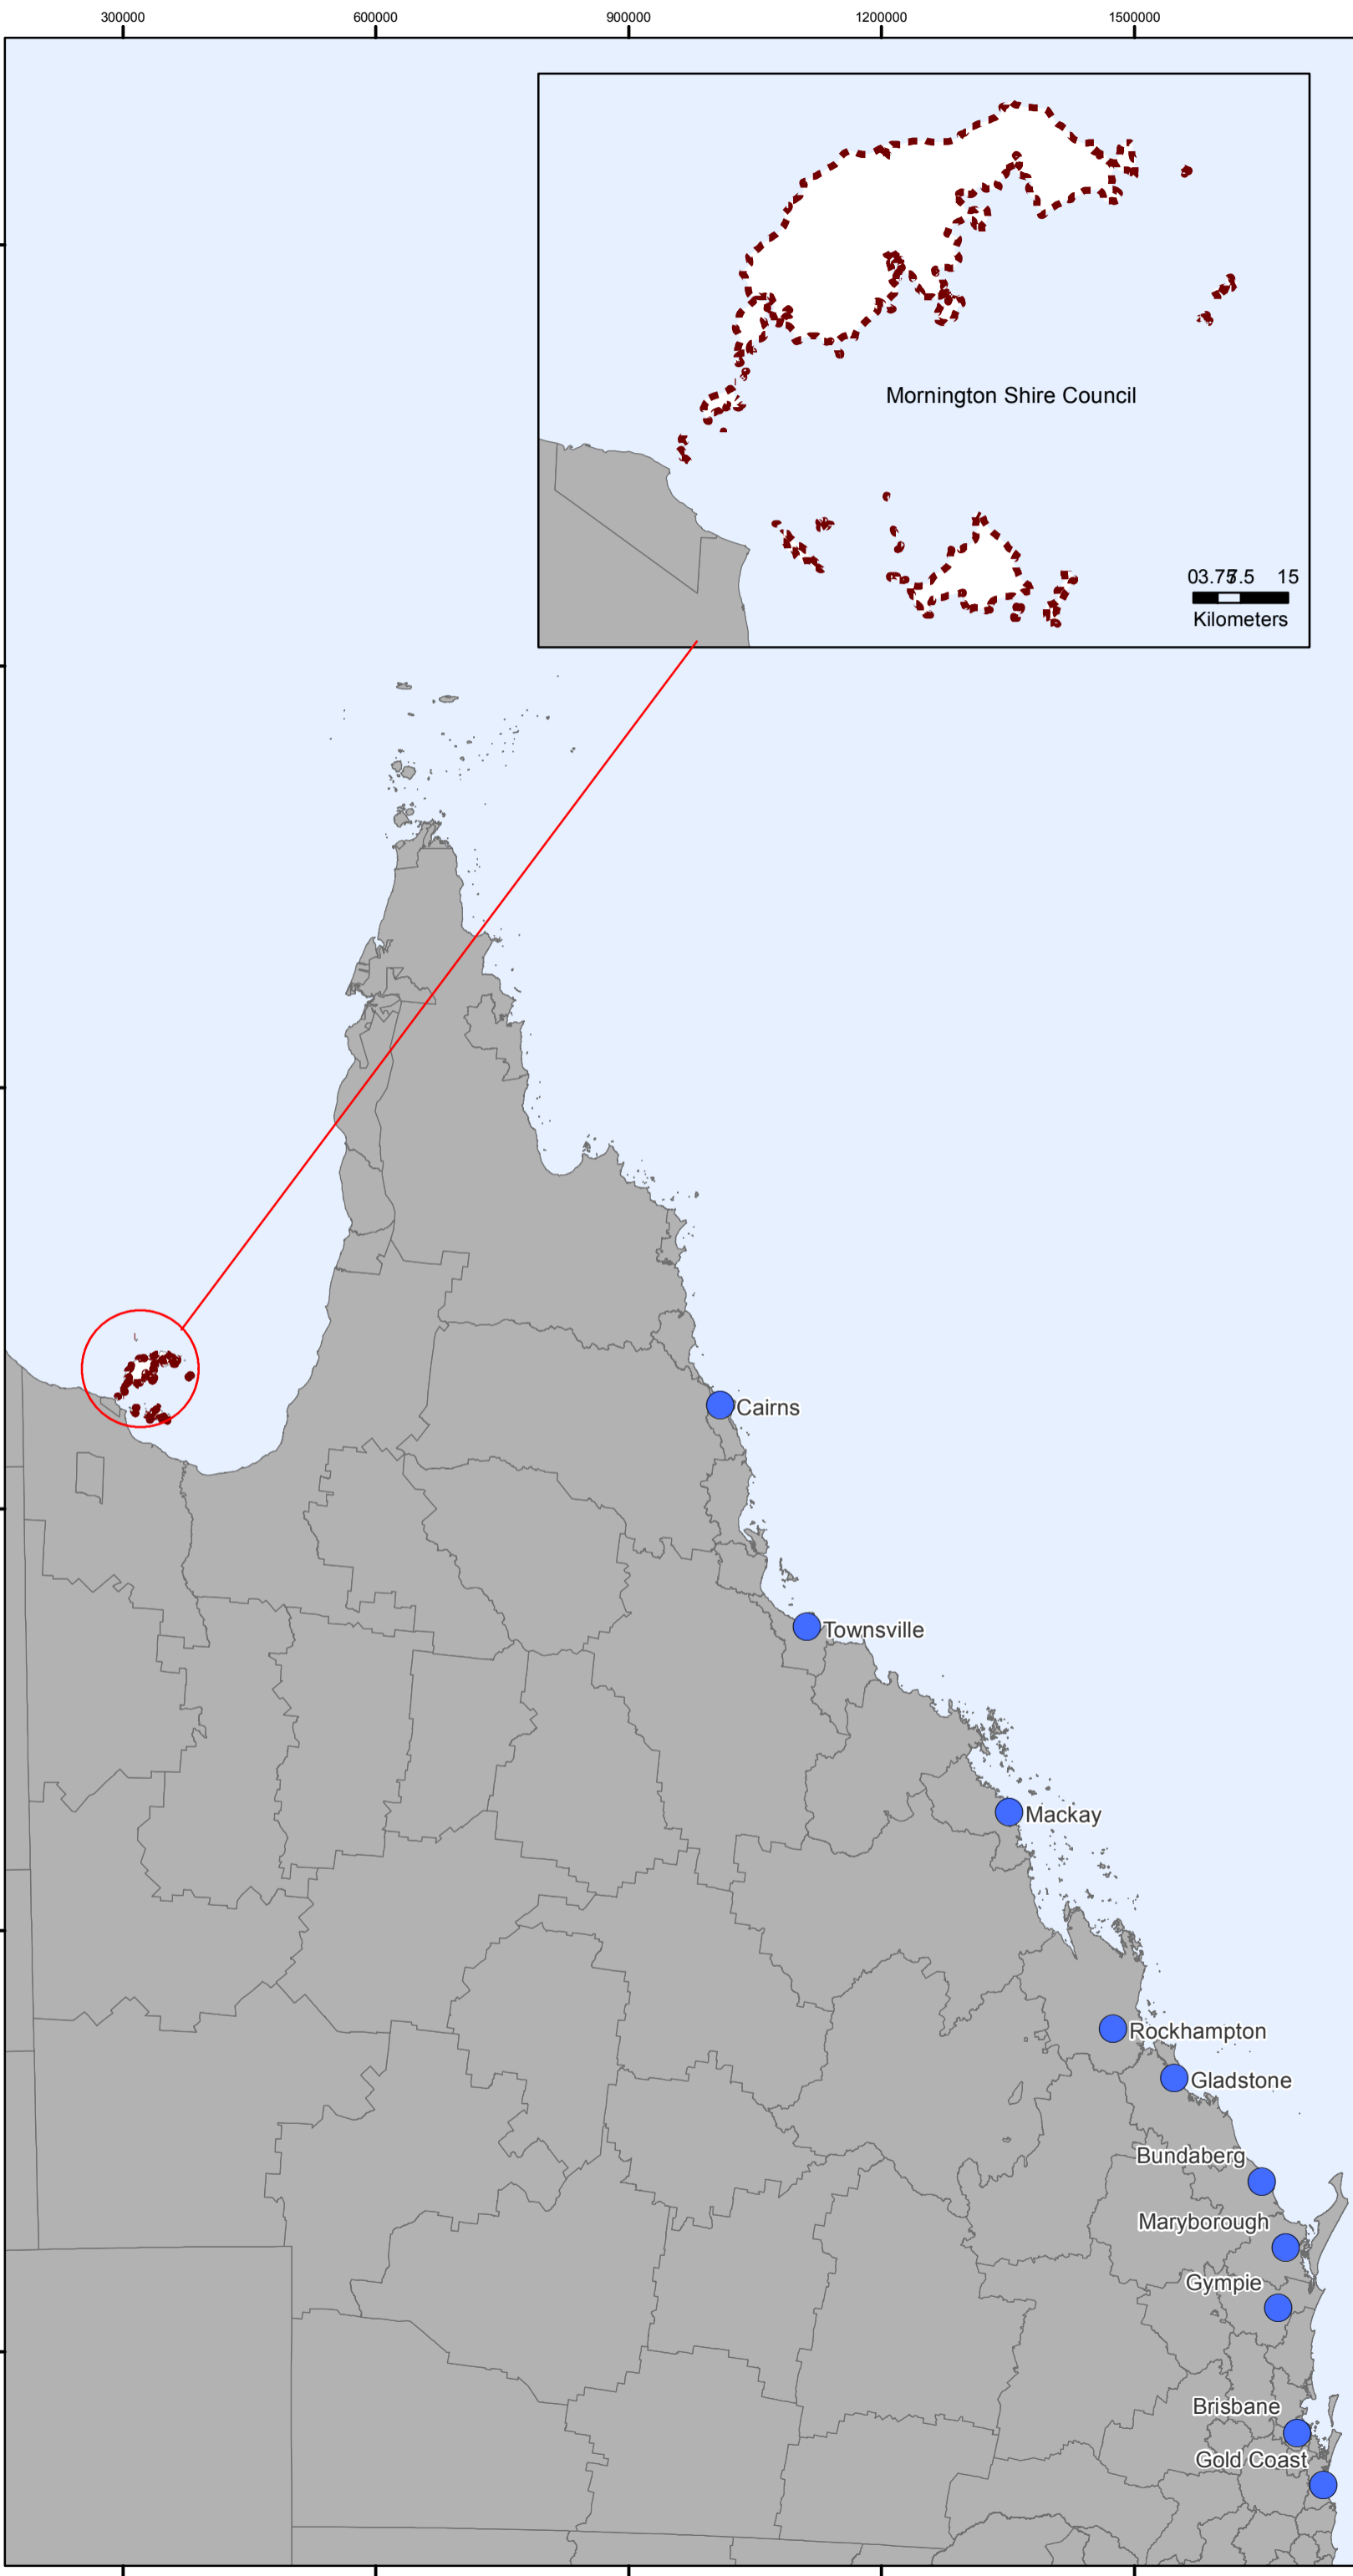 300000 600000 900000 1200000 1500000
Mornington Shire Council
03.757.5 15
Kilometers
Cairns
Townsville
Mackay
Rockhampton
Gladstone
Bundaberg
Maryborough
Gympie
Brisbane
Gold Coast